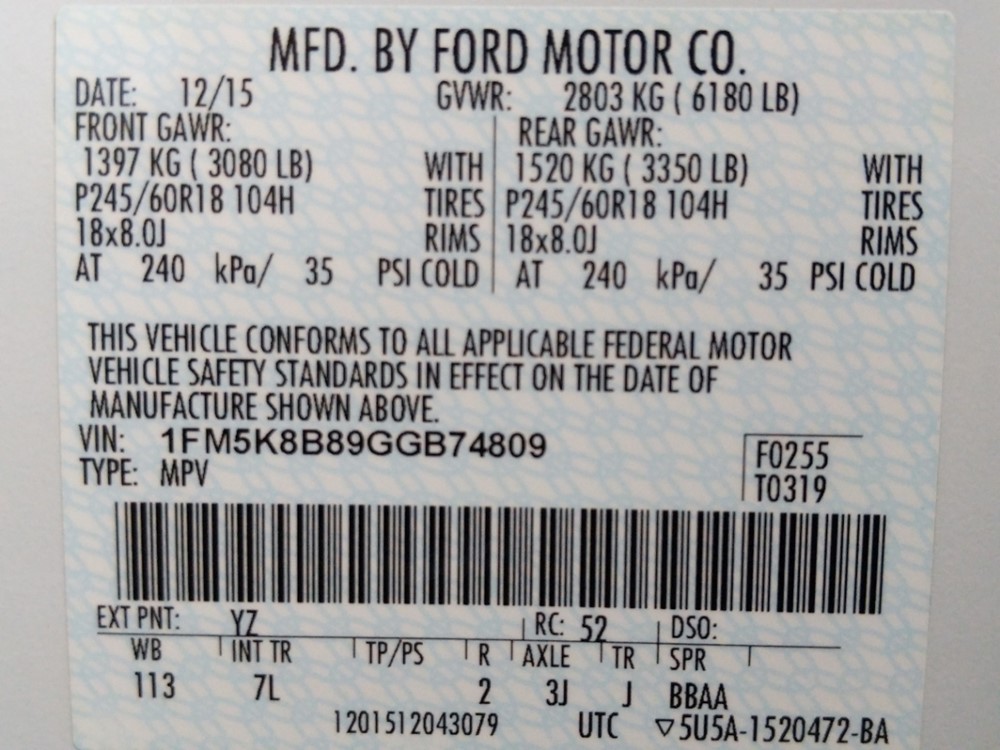 MFD. BY FORD MOTOR CO.
DATE: 12/15 GVWR: 2803 KG ( 6180 LB)
FRONT GAWR: REAR GAWR:
1397 KG ( 3080 LB) WITH 1520 KG ( 3350 LB) WITH
P245/60R18 104H TIRES P245/60R18 104H TIRES
18x8.0J RIMS 18x8.0J RIMS
AT 240 kPa/ 35 PSI COLD AT 240 kPa/ 35 PSI COLD
THIS VEHICLE CONFORMS TO ALL APPLICABLE FEDERAL MOTOR
VEHICLE SAFETY STANDARDS IN EFFECT ON THE DATE OF
MANUFACTURE SHOWN ABOVE.
VIN: 1FM5K8B89GGB74809
TYPE: MPV
F0255
T0319
EXT PNT: YZ RC: 52 DSO:
WB INT TR TP/PS R AXLE TR SPR
113 7L 2 3J J BBAA
1201512043079 UTC ▽5U5A-1520472-BA